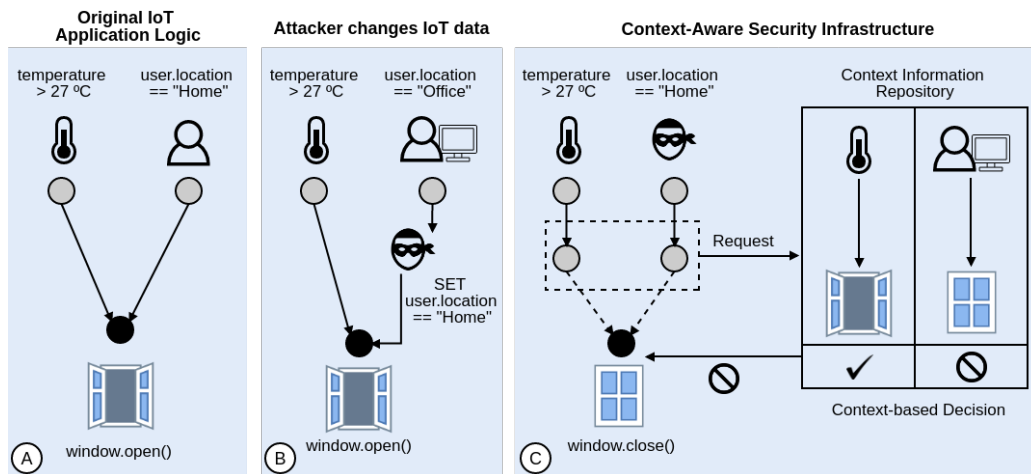 Original IoT
Application Logic
temperature
> 27 ºC
user.location
== "Home"
window.open()
A
Attacker changes IoT data
temperature
> 27 ºC
user.location
== "Office"
SET
user.location
== "Home"
window.open()
B
Context-Aware Security Infrastructure
temperature
> 27 ºC
user.location
== "Home"
Request
Context Information
Repository
Context-based Decision
window.close()
C